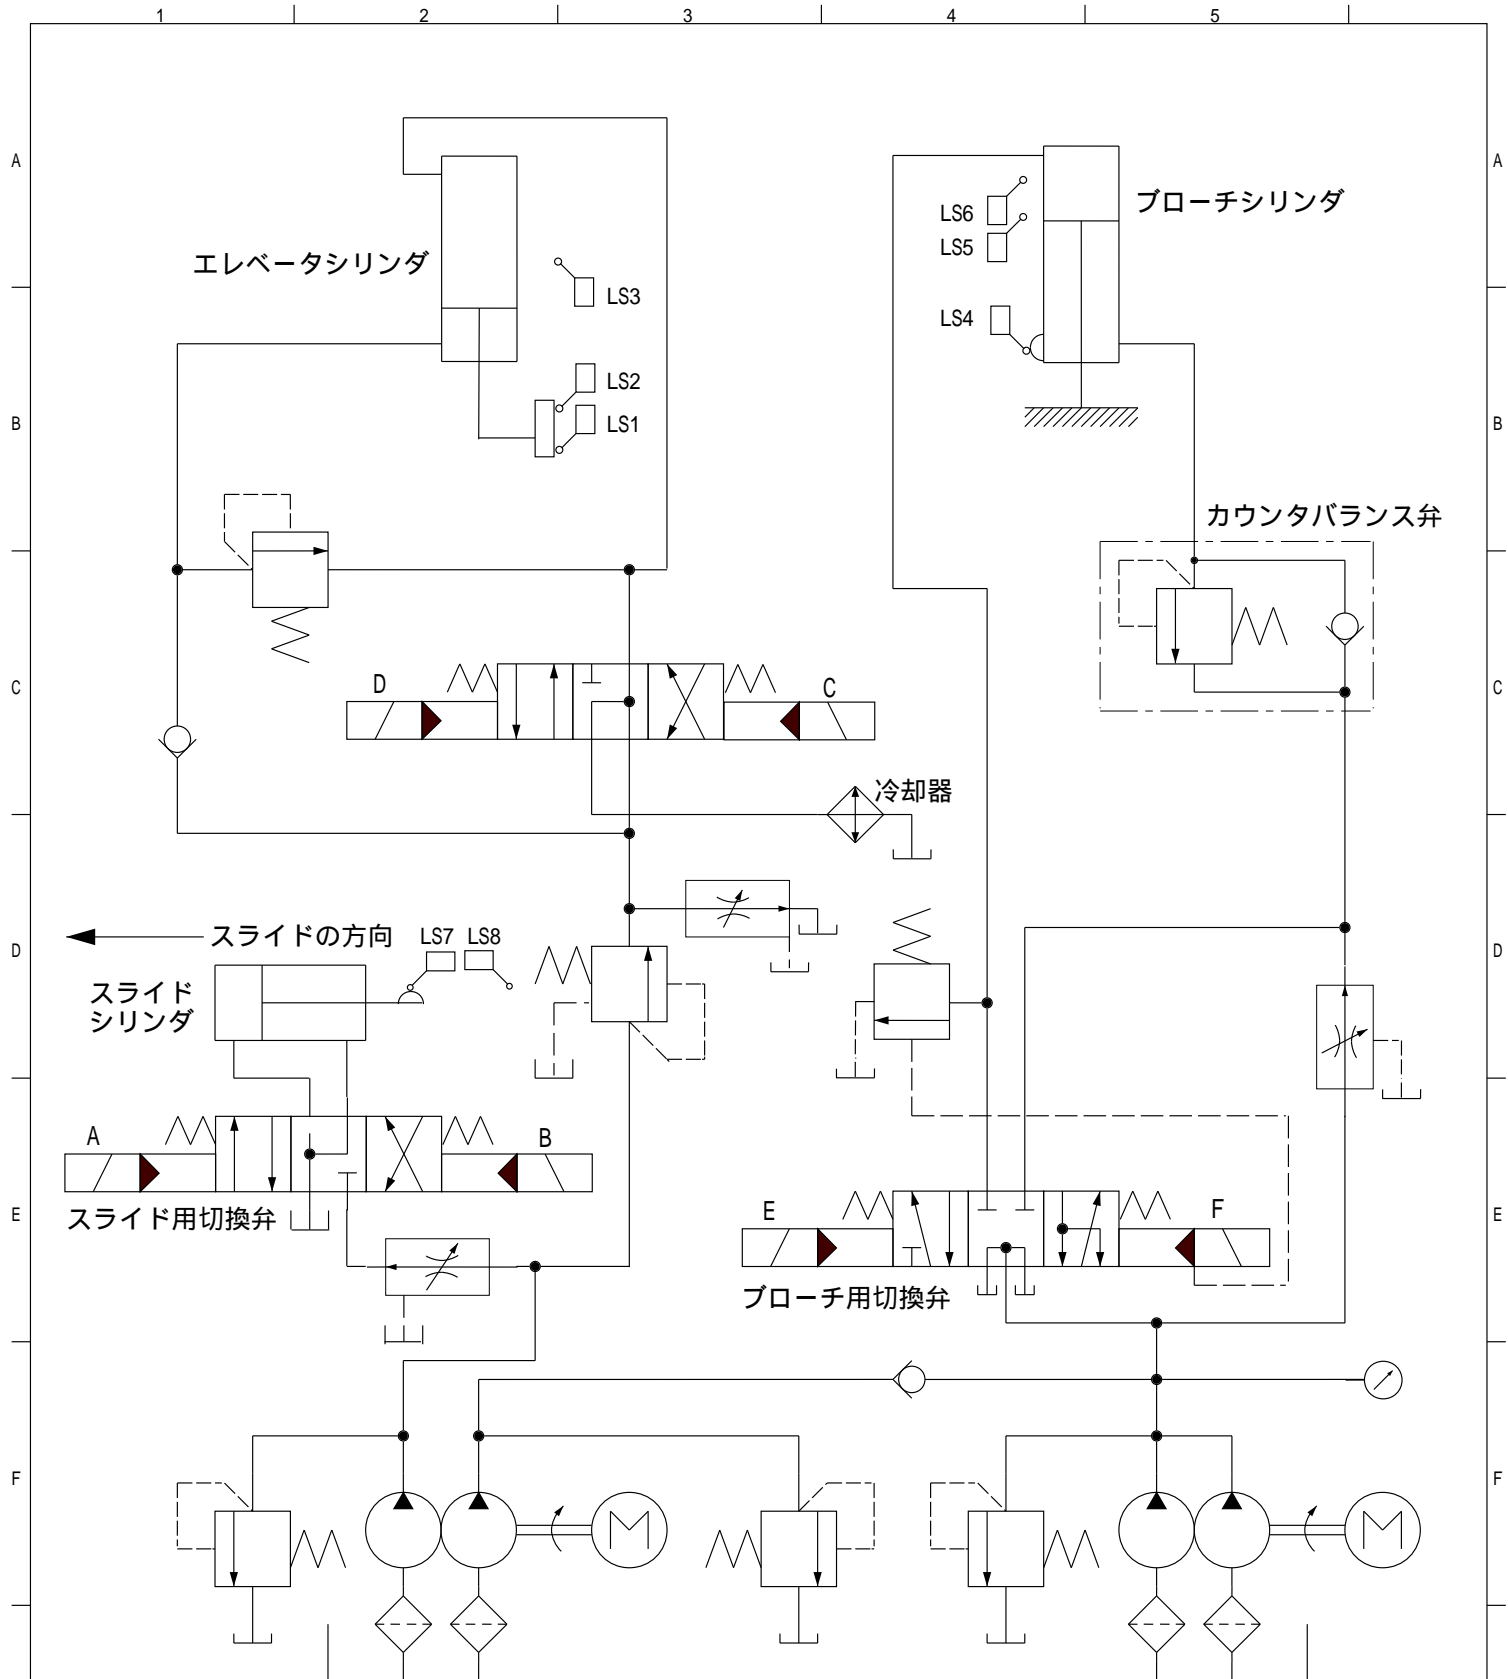 1 2 3 4 5
A A
ブローチシリンダ
LS6
LS5
エレベータシリンダ
LS3
LS4
LS2
LS1
B B
カウンタバランス弁
C C
D C
冷却器
スライドの方向 LS7 LS8
D D
スライド
シリンダ
A B
スライド用切換弁
E E
E F
ブローチ用切換弁
F F
M M